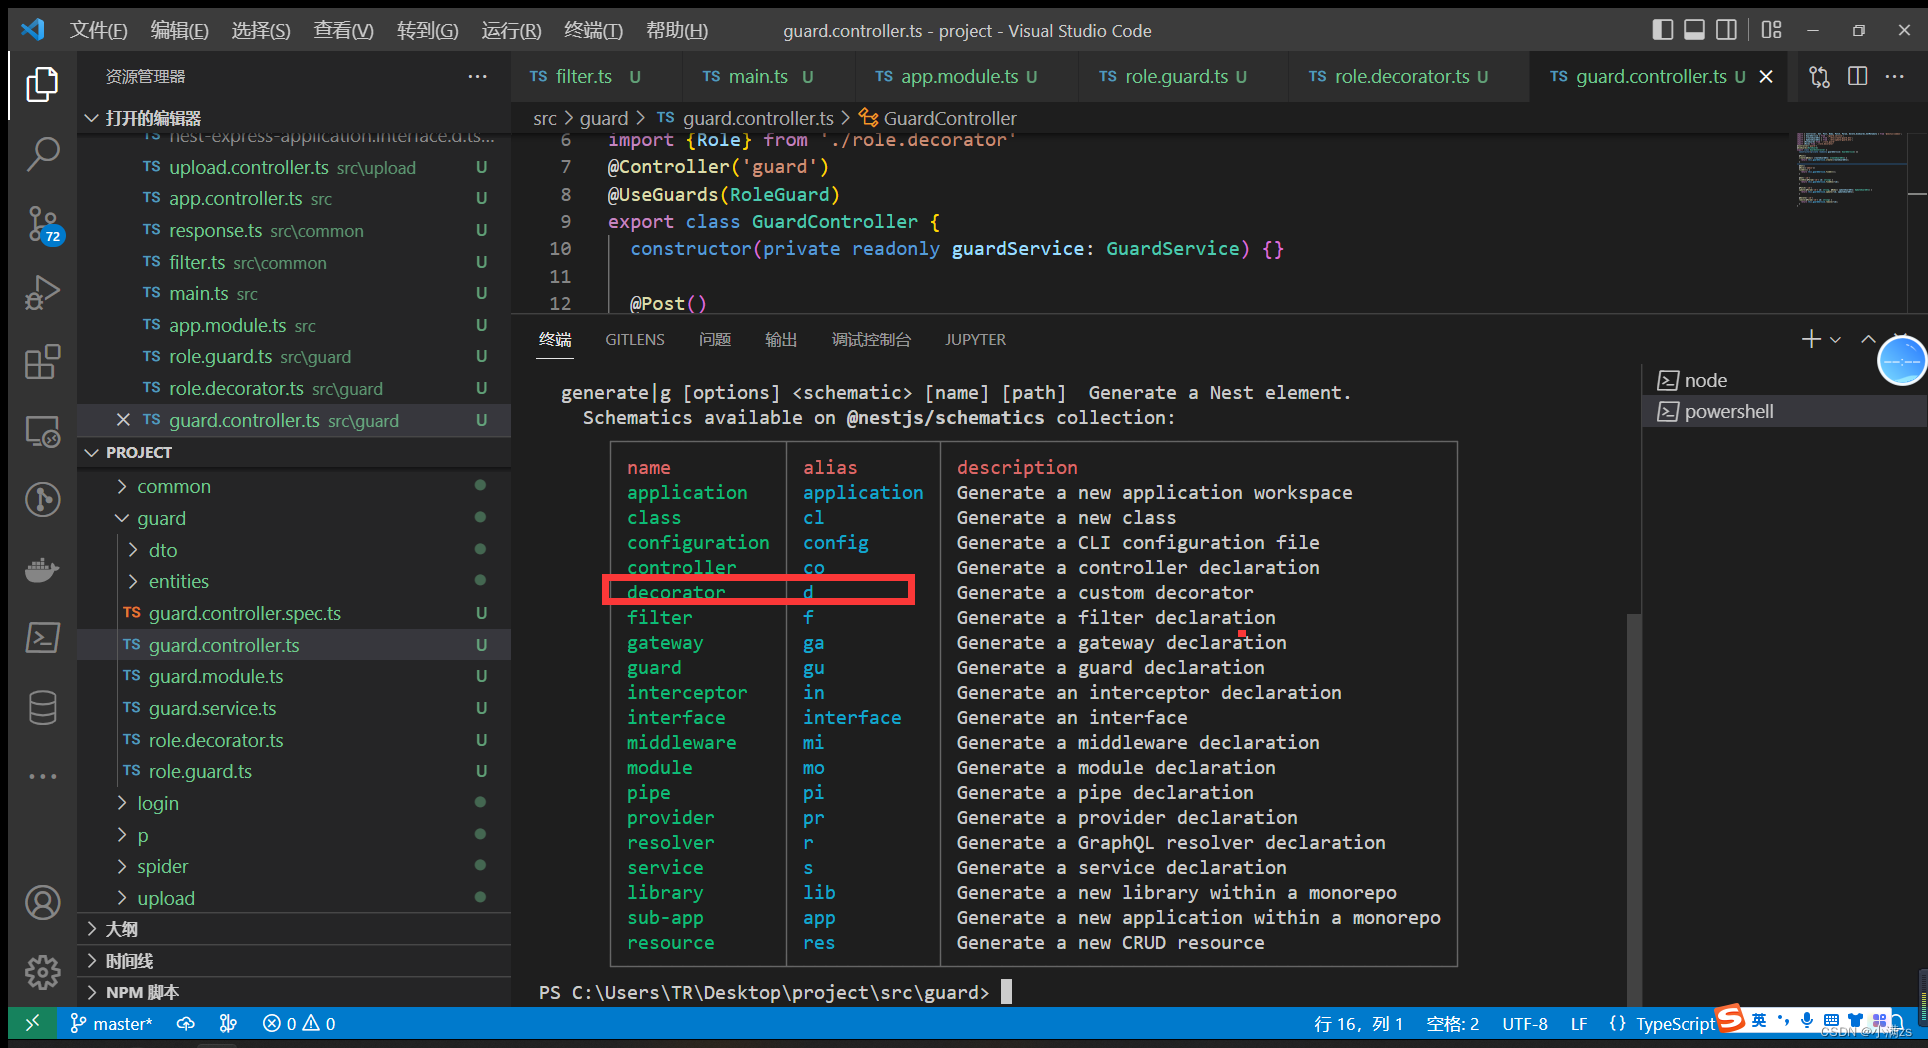 文件(F) 编辑(E) 选择(S) 查看(V) 转到(G) 运行(R) 终端(T) 帮助(H) guard.controller.ts - project - Visual Studio Code
资源管理器
TS filter.ts U TS main.ts U TS app.module.ts U TS role.guard.ts U TS role.decorator.ts U TS guard.controller.ts U
打开的编辑器
TS nest-express-application.interface.d.ts...
TS upload.controller.ts src\upload U
TS app.controller.ts src U
TS response.ts src\common U
TS filter.ts src\common U
TS main.ts src U
TS app.module.ts src U
TS role.guard.ts src\guard U
TS role.decorator.ts src\guard U
TS guard.controller.ts src\guard U
72
PROJECT
common
guard
dto
entities
TS guard.controller.spec.ts U
TS guard.controller.ts U
TS guard.module.ts U
TS guard.service.ts U
TS role.decorator.ts U
TS role.guard.ts U
login
p
spider
upload
大纲
时间线
NPM 脚本
src > guard > TS guard.controller.ts > GuardController
6 import {Role} from './role.decorator'
7 @Controller('guard')
8 @UseGuards(RoleGuard)
9 export class GuardController {
10 constructor(private readonly guardService: GuardService) {}
11
12 @Post()
终端 GITLENS 问题 输出 调试控制台 JUPYTER
node
powershell
generate|g [options] <schematic> [name] [path] Generate a Nest element.
Schematics available on @nestjs/schematics collection:
name alias description
application application Generate a new application workspace
class cl Generate a new class
configuration config Generate a CLI configuration file
controller co Generate a controller declaration
decorator d Generate a custom decorator
filter f Generate a filter declaration
gateway ga Generate a gateway declaration
guard gu Generate a guard declaration
interceptor in Generate an interceptor declaration
interface interface Generate an interface
middleware mi Generate a middleware declaration
module mo Generate a module declaration
pipe pi Generate a pipe declaration
provider pr Generate a provider declaration
resolver r Generate a GraphQL resolver declaration
service s Generate a service declaration
library lib Generate a new library within a monorepo
sub-app app Generate a new application within a monorepo
resource res Generate a new CRUD resource
PS C:\Users\TR\Desktop\project\src\guard>
master* 0 0 行 16，列 1 空格: 2 UTF-8 LF {} TypeScript 英
CSDN @小满zs